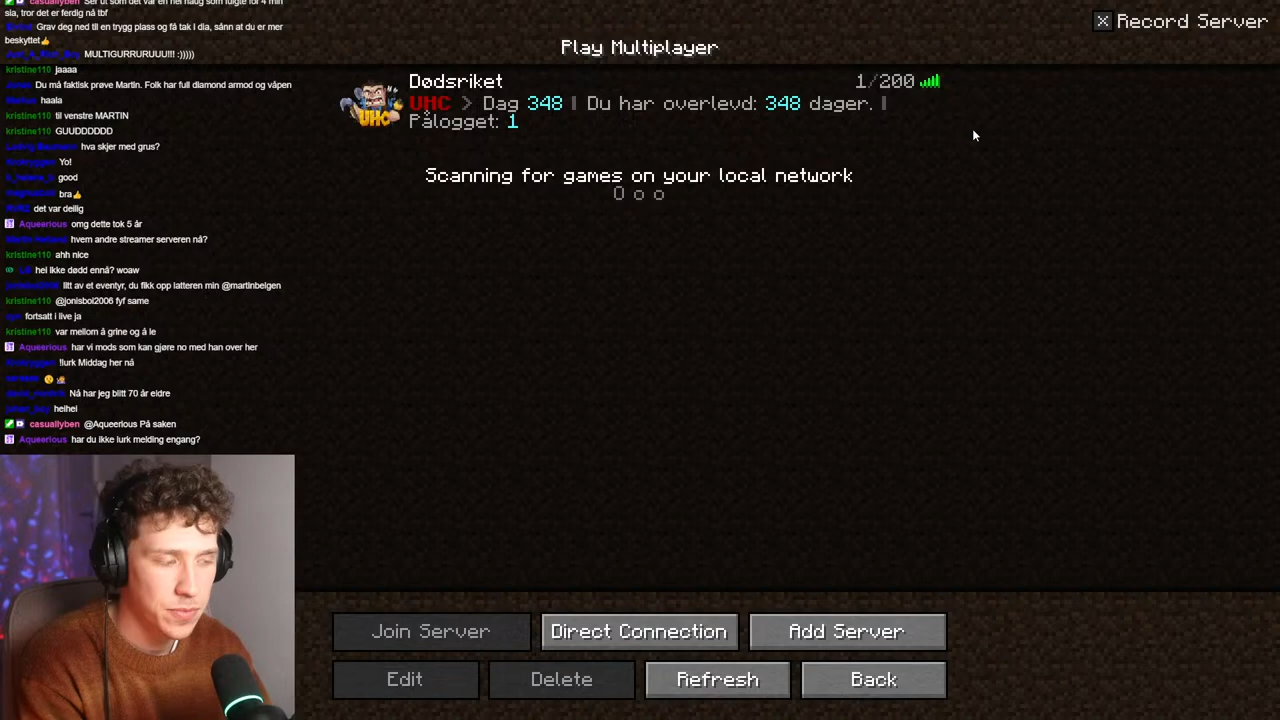 casuallyben Ser ut som det var en hel haug som fulgte for 4 min
sia, tror det er ferdig nå tbf
Grav deg ned til en trygg plass og få tak i dia, sånn at du er mer
beskyttet👍
MULTIGURRURUUU!!! :)))))
kristine110 jaaaa
Du må faktisk prøve Martin. Folk har full diamond armod og våpen
haala
kristine110 til venstre MARTIN
kristine110 GUUDDDDDD
hva skjer med grus?
Yo!
good
bra👍
det var deilig
Aqueerious omg dette tok 5 år
hvem andre streamer serveren nå?
kristine110 ahh nice
hei ikke dødd ennå? woaw
litt av et eventyr, du fikk opp latteren min @martinbelgen
kristine110 @jonisbol2006 fyf same
fortsatt i live ja
kristine110 var mellom å grine og å le
Aqueerious har vi mods som kan gjøre no med han over her
!lurk Middag her nå
😗 🤷
Nå har jeg blitt 70 år eldre
heihei
casuallyben @Aqueerious På saken
Aqueerious har du ikke lurk melding engang?
Record Server
Play Multiplayer
Dødsriket 1/200
UHC > Dag 348 | Du har overlevd: 348 dager. |
Pålogget: 1
UHC
Scanning for games on your local network
O o o
Join Server Direct Connection Add Server
Edit Delete Refresh Back